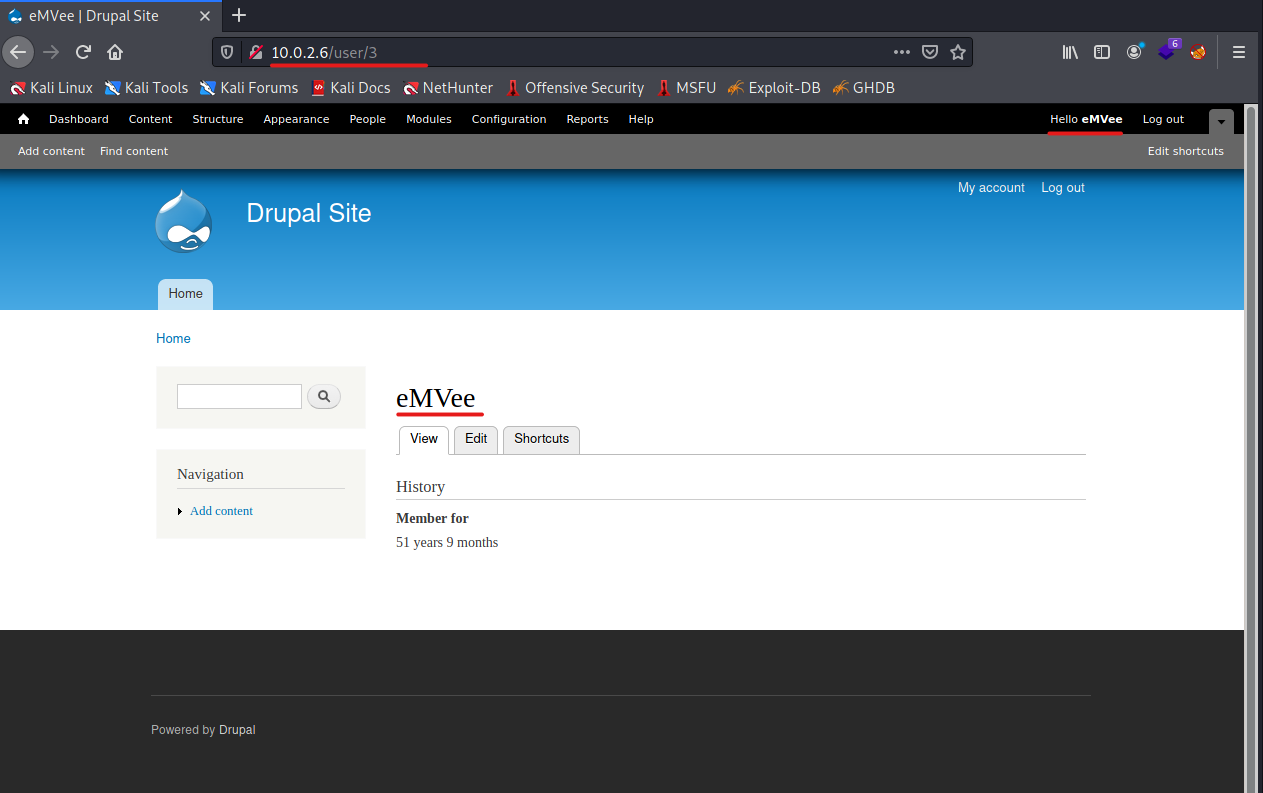 eMVee | Drupal Site
10.0.2.6/user/3
6
Kali Linux Kali Tools Kali Forums Kali Docs NetHunter Offensive Security MSFU Exploit-DB GHDB
Dashboard Content Structure Appearance People Modules Configuration Reports Help Hello eMVee Log out
Add content Find content Edit shortcuts
My account Log out
Drupal Site
Home
Home
eMVee
View Edit Shortcuts
Navigation
Add content
History
Member for
51 years 9 months
Powered by Drupal